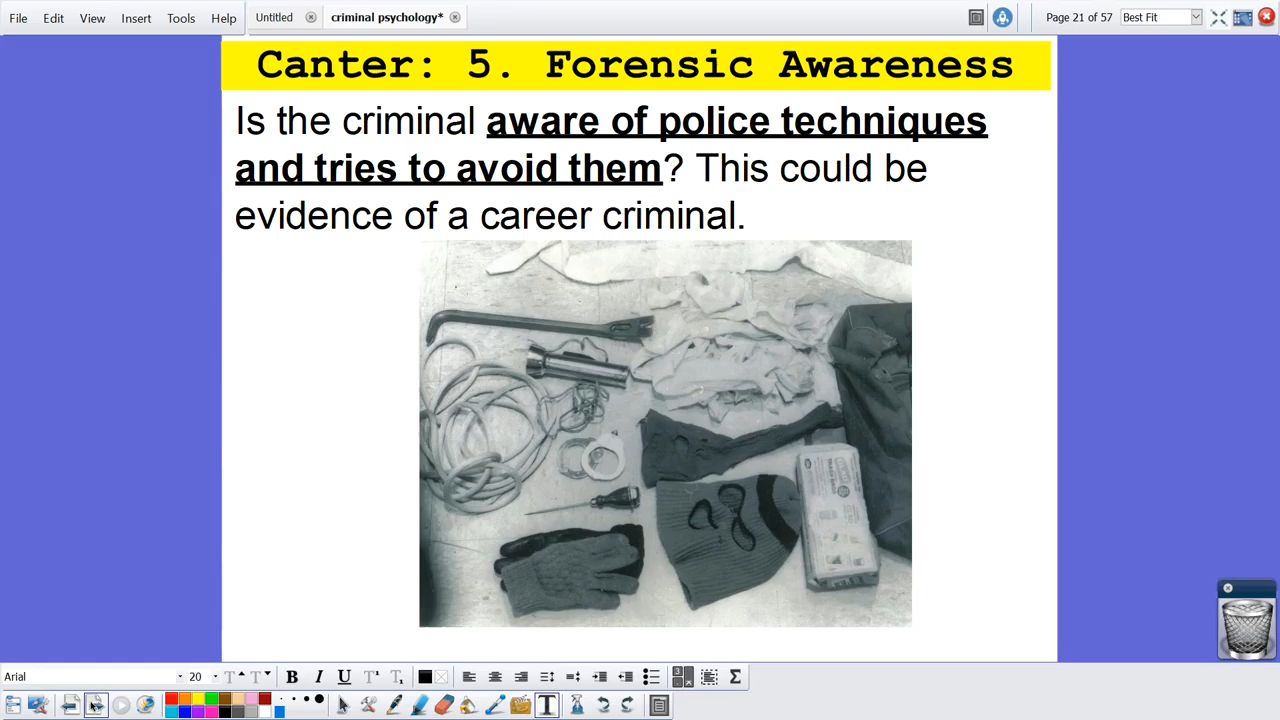 File Edit View Insert Tools Help Untitled criminal psychology* Page 21 of 57 Best Fit
Canter: 5. Forensic Awareness
Is the criminal aware of police techniques
and tries to avoid them? This could be
evidence of a career criminal.
Arial 20